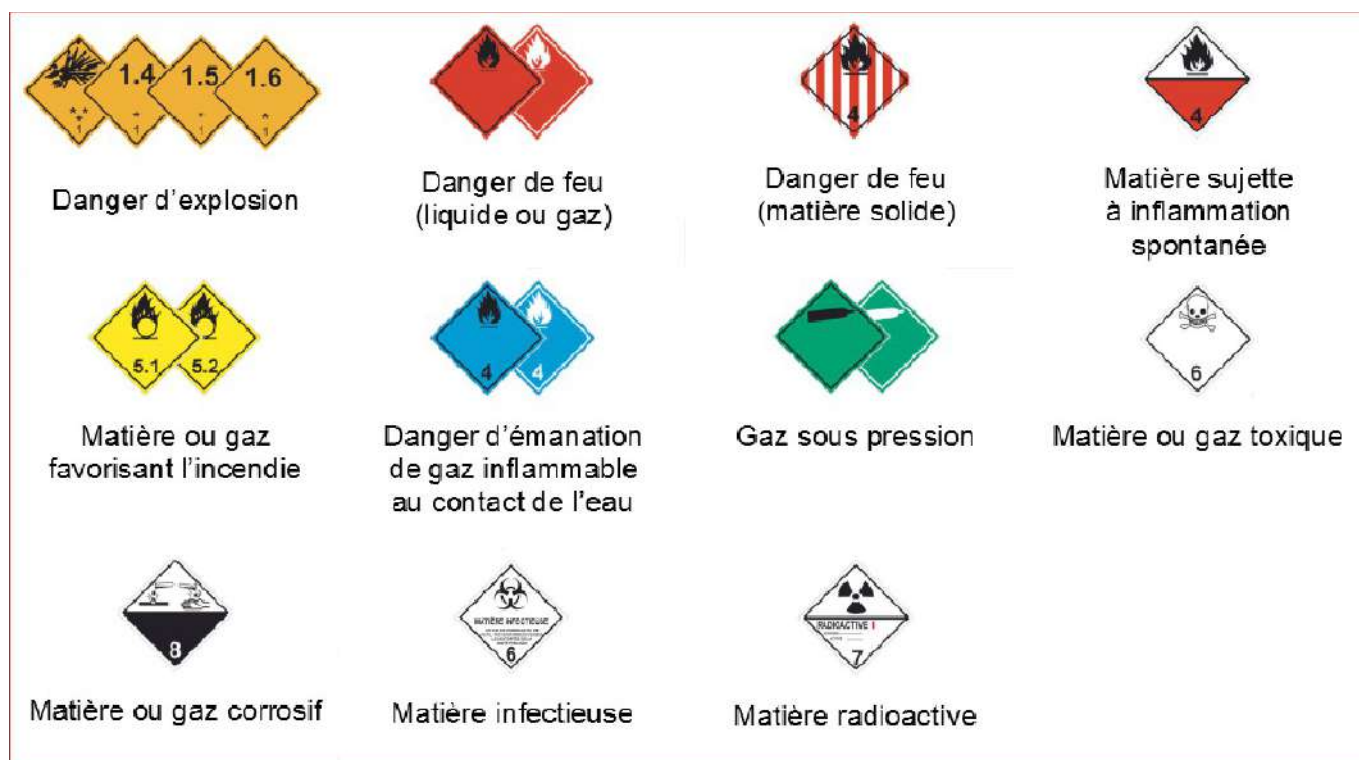 1.4
1.5
1.6
* *
*
1
*
1
*
1
*
1
4
4
Danger d'explosion
Danger de feu
(liquide ou gaz)
Danger de feu
(matière solide)
Matière sujette
à inflammation
spontanée
5.1
5.2
4
4
6
Matière ou gaz
favorisant l'incendie
Danger d'émanation
de gaz inflammable
au contact de l'eau
Gaz sous pression
Matière ou gaz toxique
8
MATIÈRE INFECTIEUSE
6
RADIOACTIVE I
7
Matière ou gaz corrosif
Matière infectieuse
Matière radioactive